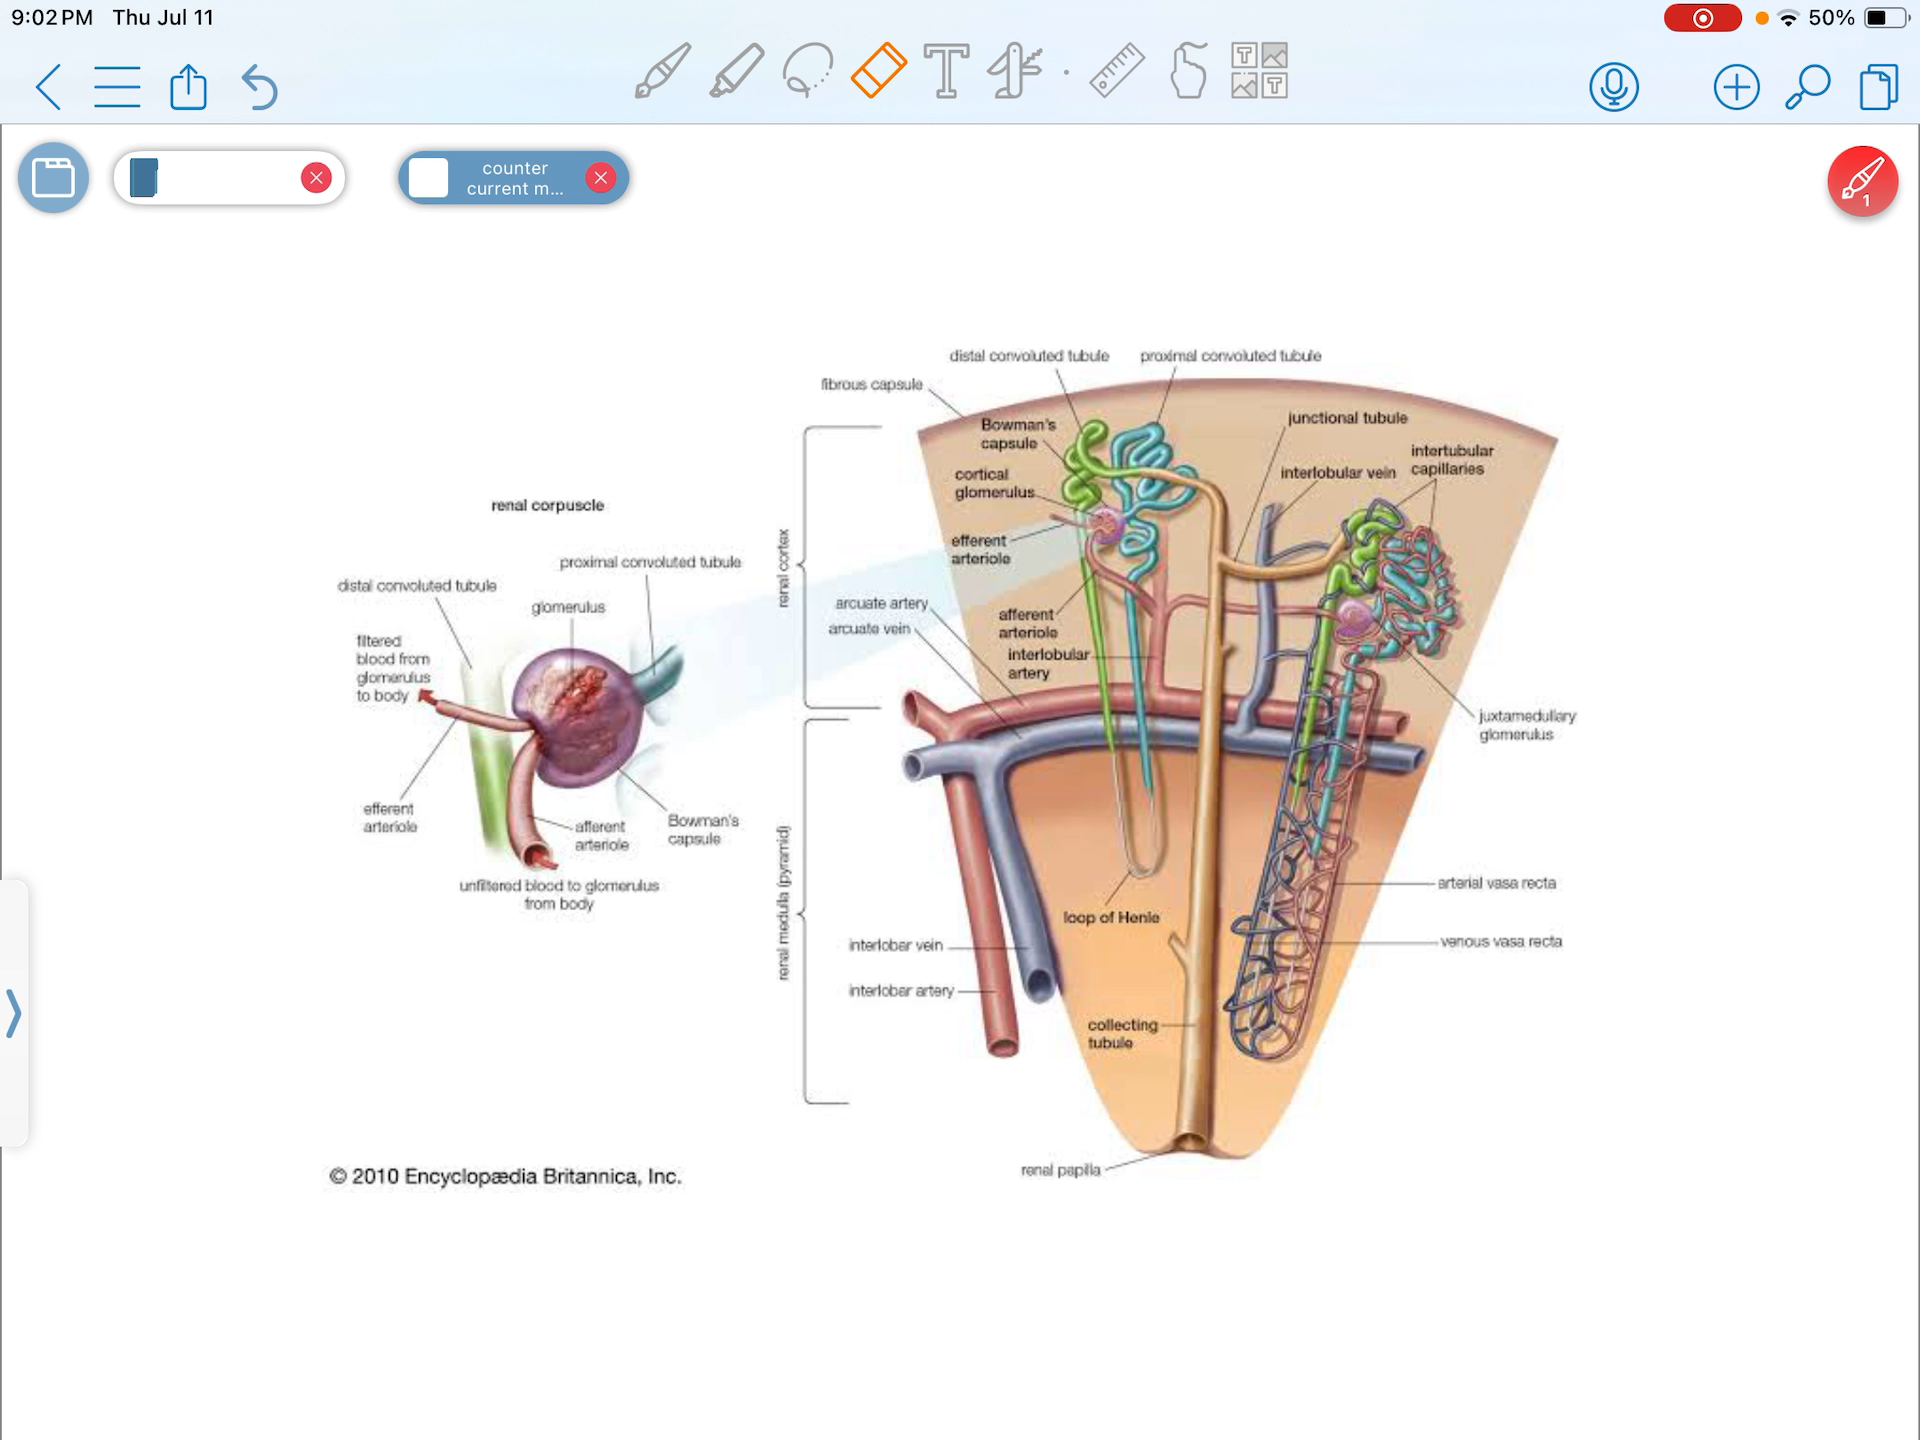 9:02 PM Thu Jul 11
50%
counter
current m...
1
distal convoluted tubule
proximal convoluted tubule
fibrous capsule
Bowman's
capsule
junctional tubule
intertubular
capillaries
interlobular vein
cortical
glomerulus
efferent
arteriole
renal cortex
arcuate artery
arcuate vein
afferent
arteriole
interlobular
artery
juxtamedullary
glomerulus
renal corpuscle
proximal convoluted tubule
distal convoluted tubule
glomerulus
filtered
blood from
glomerulus
to body
efferent
arteriole
afferent
arteriole
Bowman's
capsule
unfiltered blood to glomerulus
from body
renal medulla (pyramid)
arterial vasa recta
loop of Henle
venous vasa recta
interlobar vein
interlobar artery
collecting
tubule
renal papilla
© 2010 Encyclopædia Britannica, Inc.